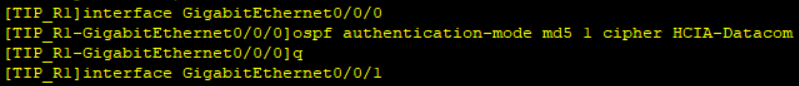 [TIP_R1]interface GigabitEthernet0/0/0
[TIP_R1-GigabitEthernet0/0/0]ospf authentication-mode md5 1 cipher HCIA-Datacom
[TIP_R1-GigabitEthernet0/0/0]q
[TIP_R1]interface GigabitEthernet0/0/1